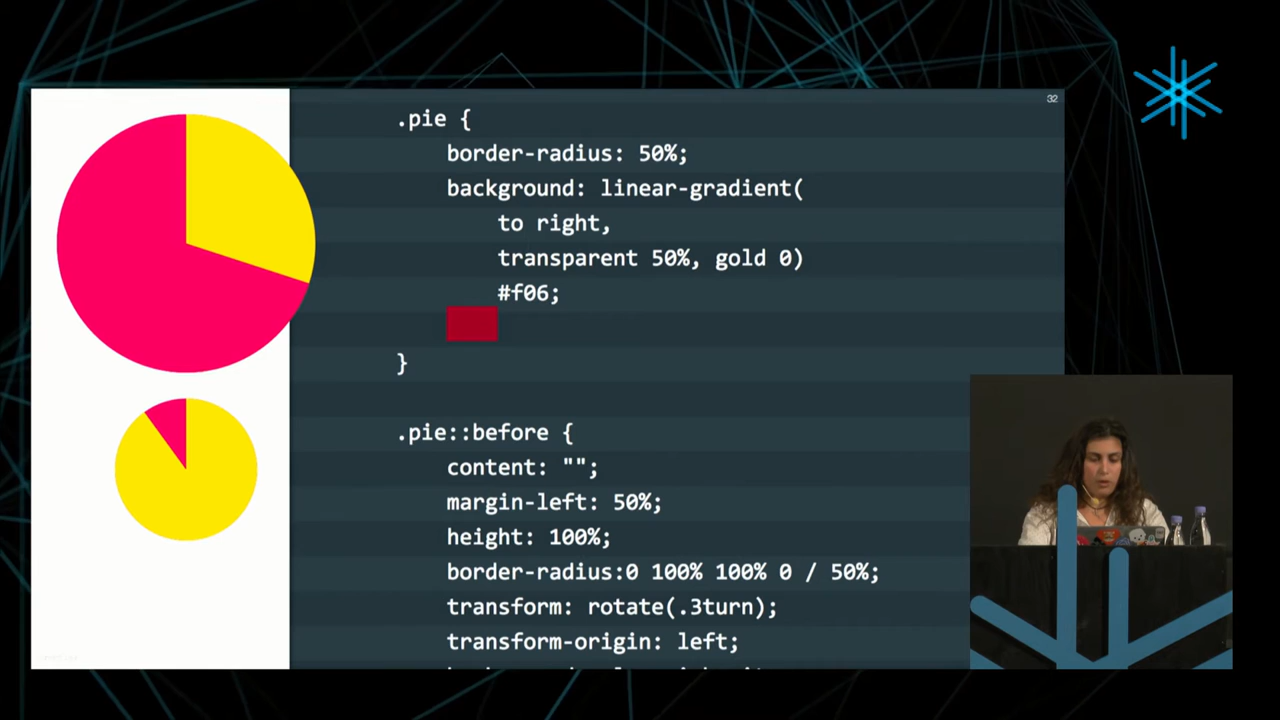 32
.pie {
border-radius: 50%;
background: linear-gradient(
to right,
transparent 50%, gold 0)
#f06;
}
.pie::before {
content: "";
margin-left: 50%;
height: 100%;
border-radius:0 100% 100% 0 / 50%;
transform: rotate(.3turn);
transform-origin: left;